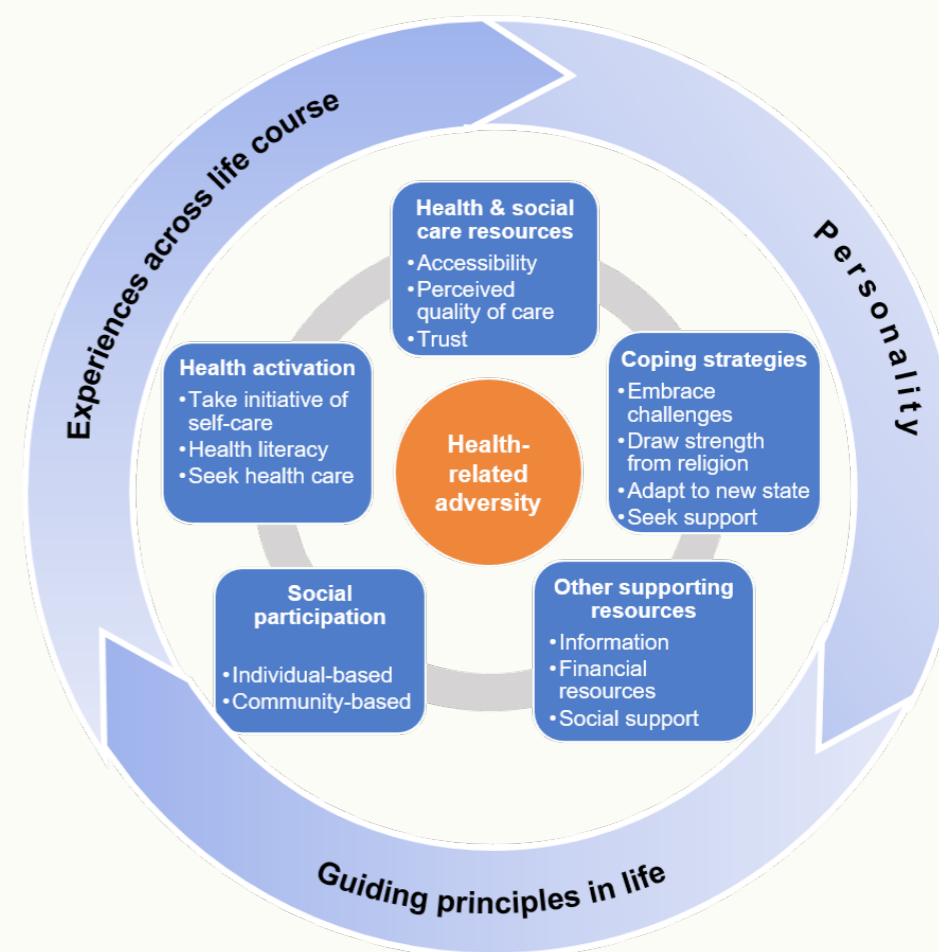 Experiences across life course
Personality
Guiding principles in life
Health & social
care resources
•Accessibility
•Perceived
quality of care
•Trust
Health activation
•Take initiative of
self-care
•Health literacy
•Seek health care
Coping strategies
•Embrace
challenges
•Draw strength
from religion
•Adapt to new state
•Seek support
Health-
related
adversity
Social
participation
•Individual-based
•Community-based
Other supporting
resources
•Information
•Financial
resources
•Social support